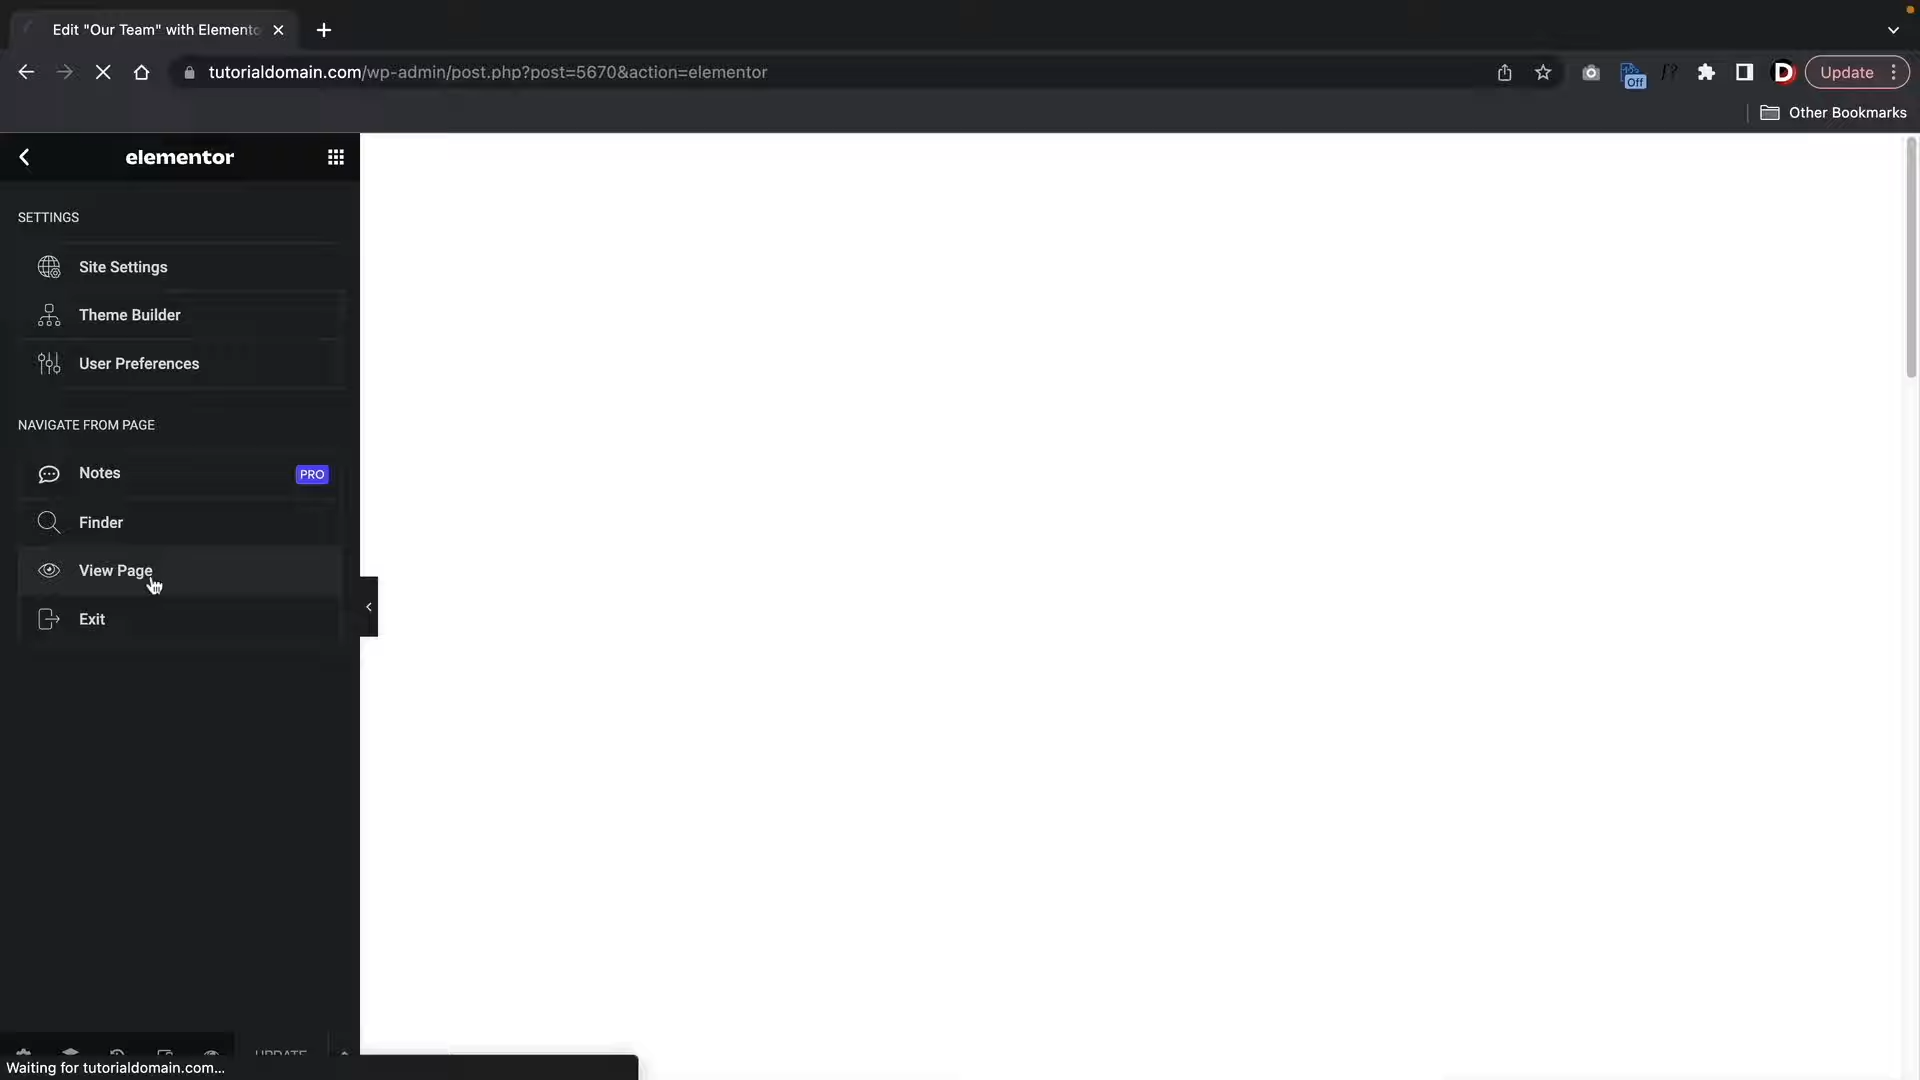 Edit "Our Team" with Elemento
tutorialdomain.com/wp-admin/post.php?post=5670&action=elementor
Off
f?
D
Update
Other Bookmarks
elementor
SETTINGS
Site Settings
Theme Builder
User Preferences
NAVIGATE FROM PAGE
Notes
PRO
Finder
View Page
Exit
UPDATE
Waiting for tutorialdomain.com...